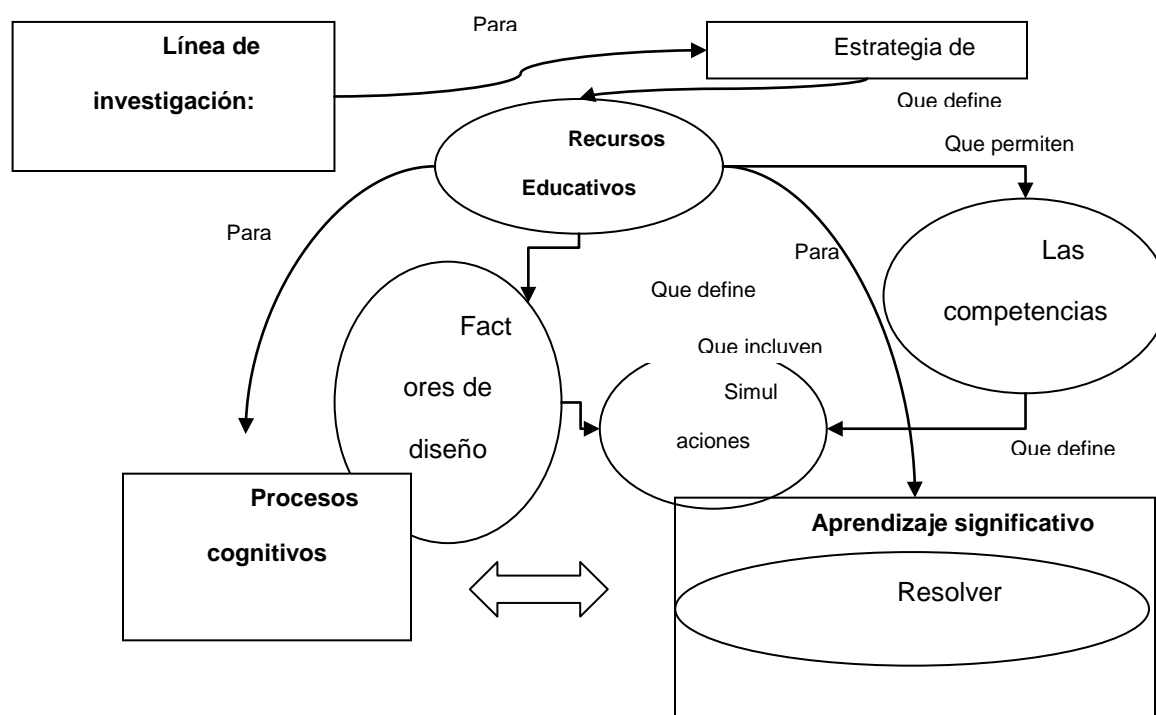 Para
Línea de
investigación:
Estrategia de
Que define
Recursos
Educativos
Que permiten
Para
Para
Las
competencias
Que define
Fact
ores de
diseño
Que incluven
Simul
aciones
Que define
Procesos
cognitivos
Aprendizaje significativo
Resolver